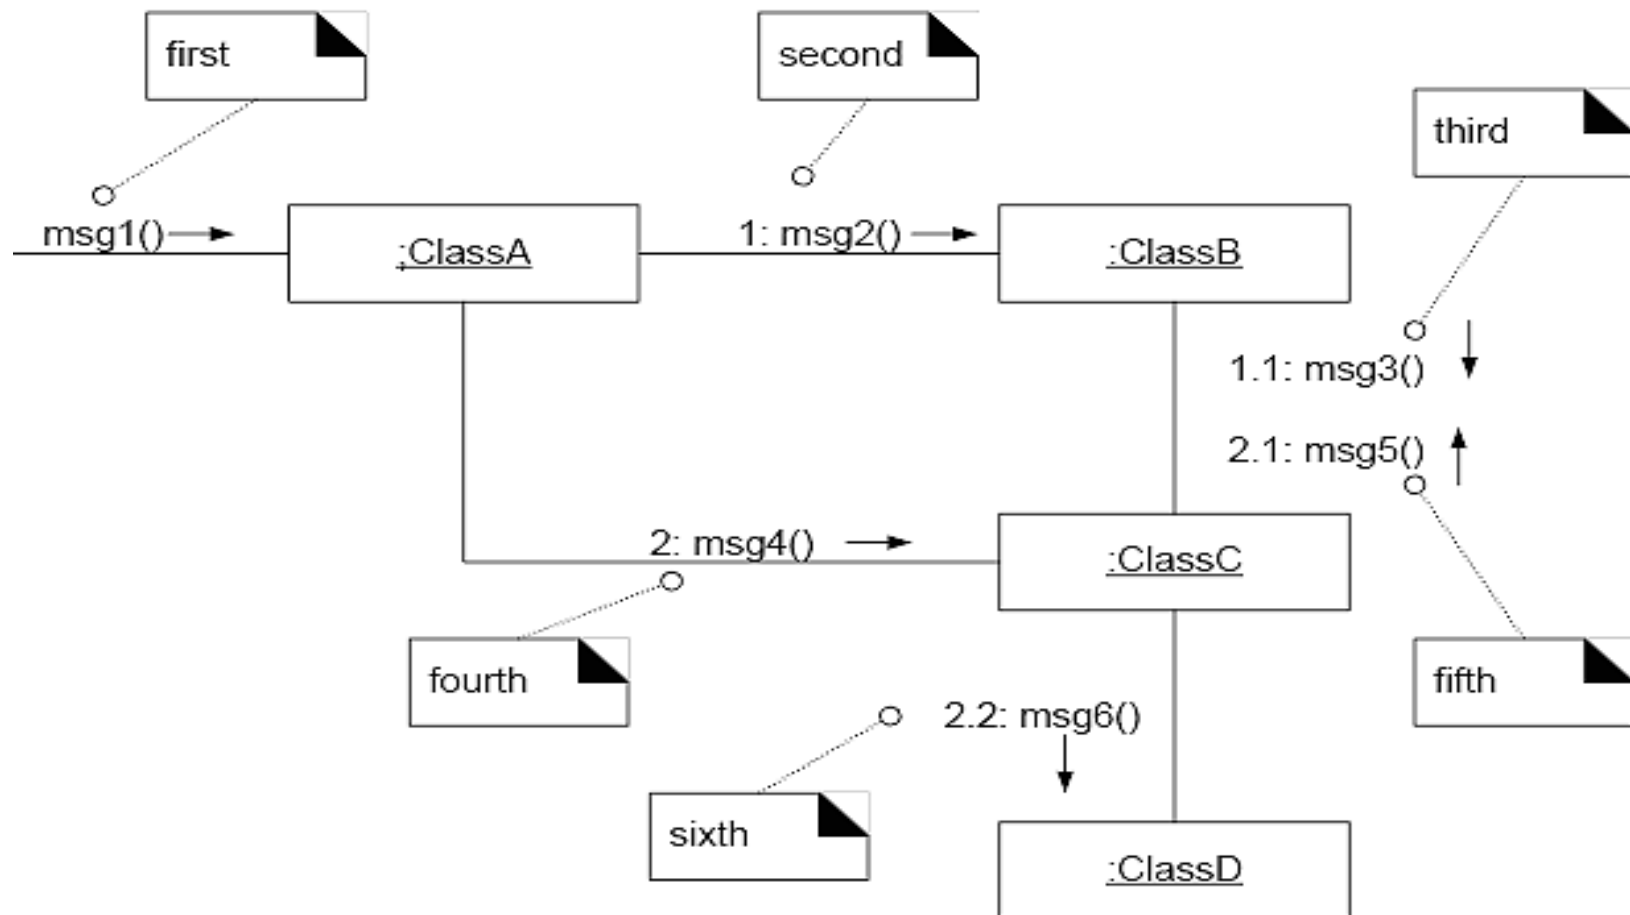 first
second
third
msg1()
;ClassA
1: msg2()
:ClassB
1.1: msg3()
2.1: msg5()
2: msg4()
:ClassC
fourth
fifth
2.2: msg6()
sixth
:ClassD